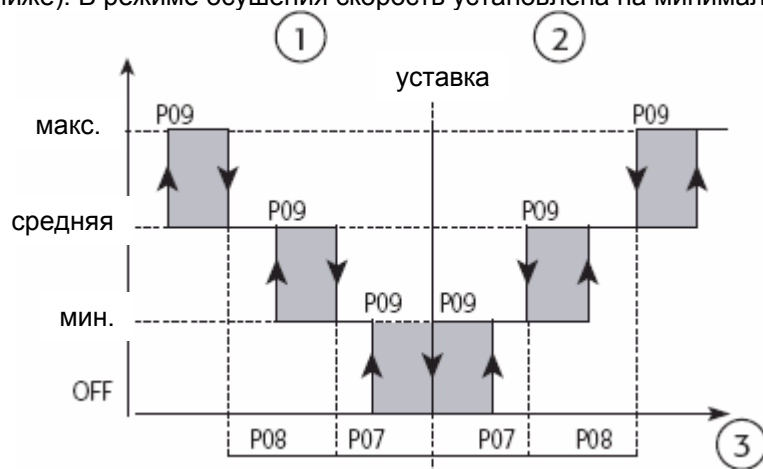 ниже). В режиме осушения скорость установлена на минимал
1 2
уставка
P09 P09
макс.
P09 P09
средняя
P09 P09
мин.
OFF
P08 P07 P07 P08
3